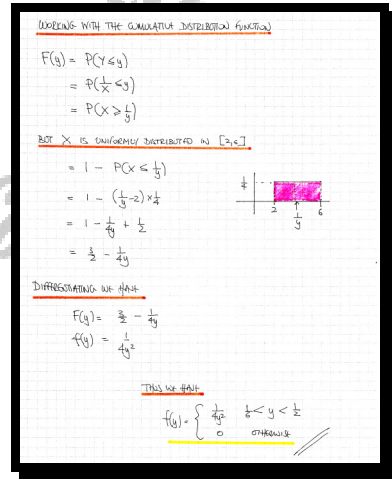 WORKING WITH THE CUMULATIVE DISTRIBUTION FUNCTION
F(y) = P(Y ≤ y)
= P(1/X ≤ y)
= P(X ≥ 1/y)
BUT X IS UNIFORMLY DISTRIBUTED IN [2,6]
= 1 - P(X ≤ 1/y)
= 1 - (1/y - 2) × 1/4
= 1 - 1/4y + 1/2
= 3/2 - 1/4y
1/4
2
1/y
6
DIFFERENTIATING WE HAVE
F(y) = 3/2 - 1/4y
f(y) = 1/4y²
THUS WE HAVE
f(y) = { 1/4y² 1/6 < y < 1/2
0 OTHERWISE